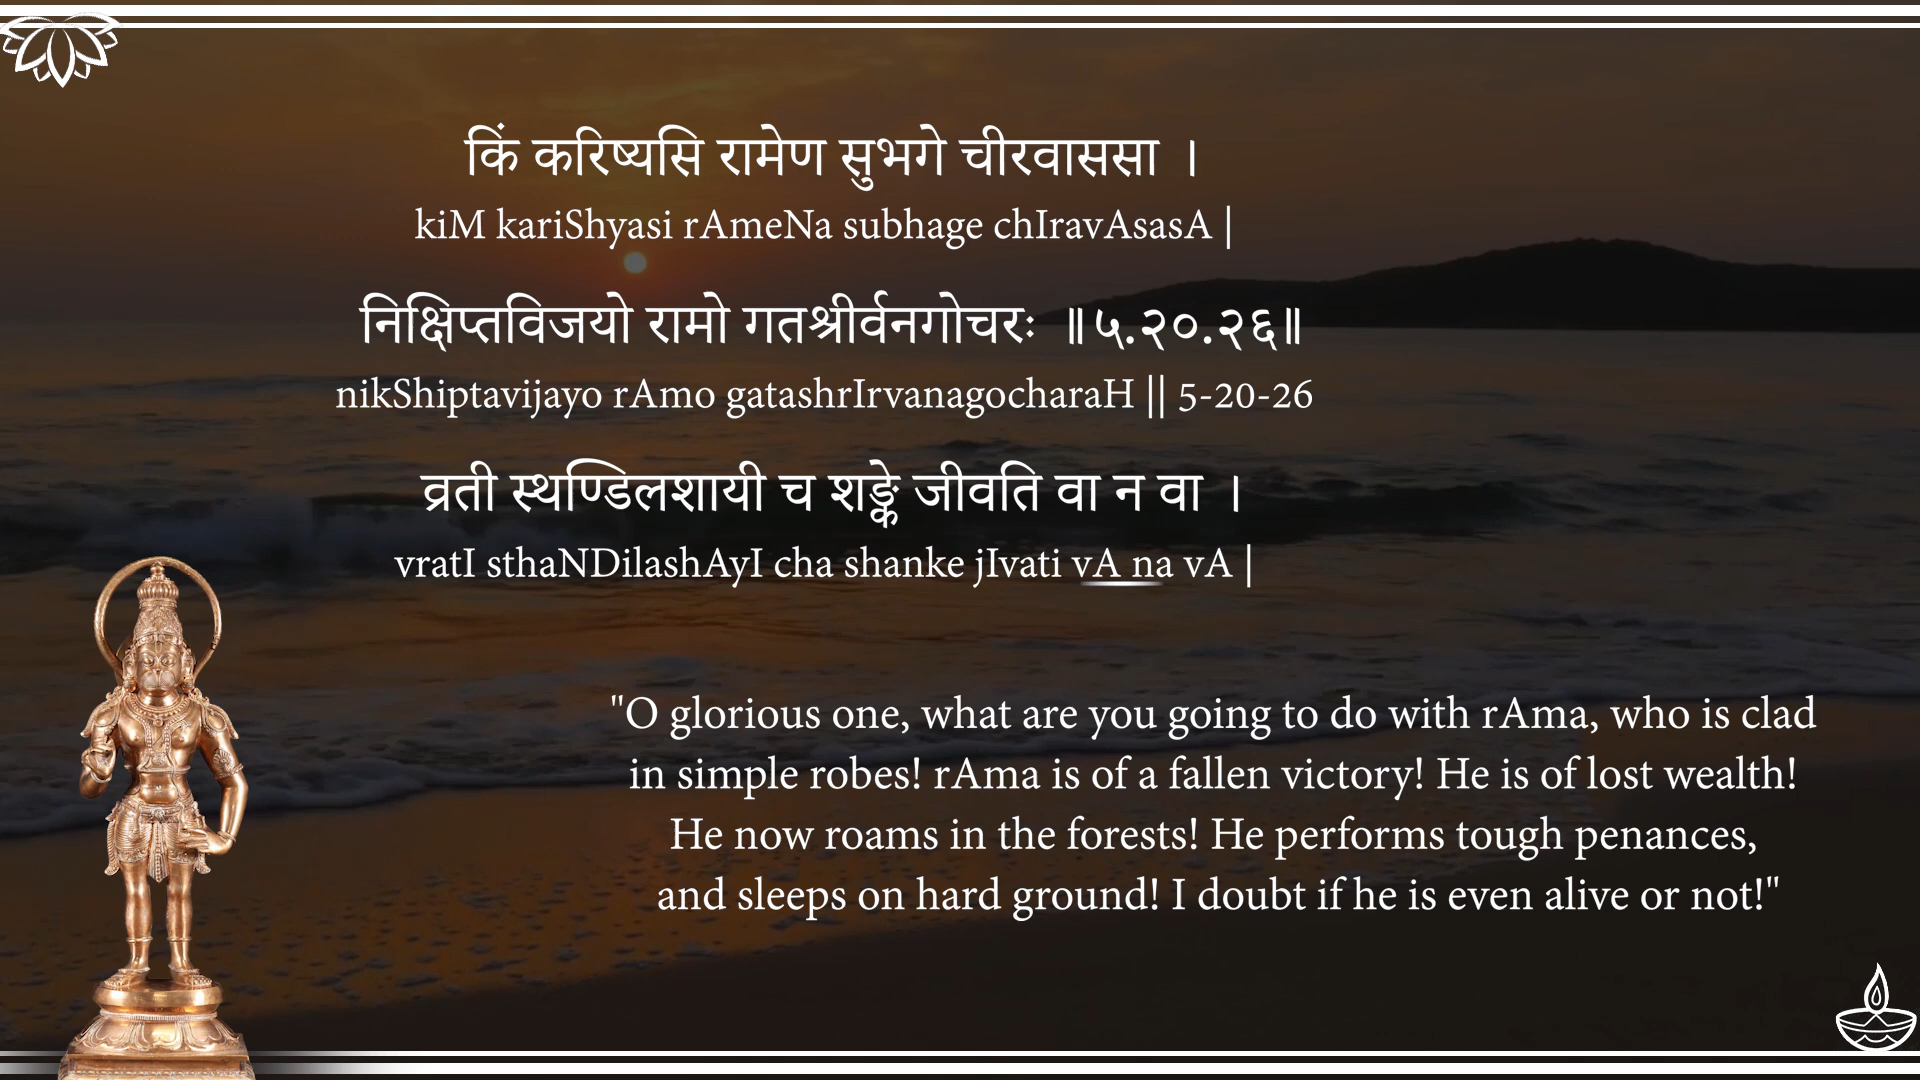 किं करिष्यसि रामेण सुभगे चीरवाससा ।
kiM kariShyasi rAmeNa subhage chIravAsasA |
निक्षिप्तविजयो रामो गतश्रीर्वनगोचरः ॥५.२०.२६॥
nikShiptavijayo rAmo gatashrIrvanagocharaH || 5-20-26
व्रती स्थण्डिलशायी च शङ्के जीवति वा न वा ।
vratI sthaNDilashAyI cha shanke jIvati vA na vA |
"O glorious one, what are you going to do with rAma, who is clad
in simple robes! rAma is of a fallen victory! He is of lost wealth!
He now roams in the forests! He performs tough penances,
and sleeps on hard ground! I doubt if he is even alive or not!"